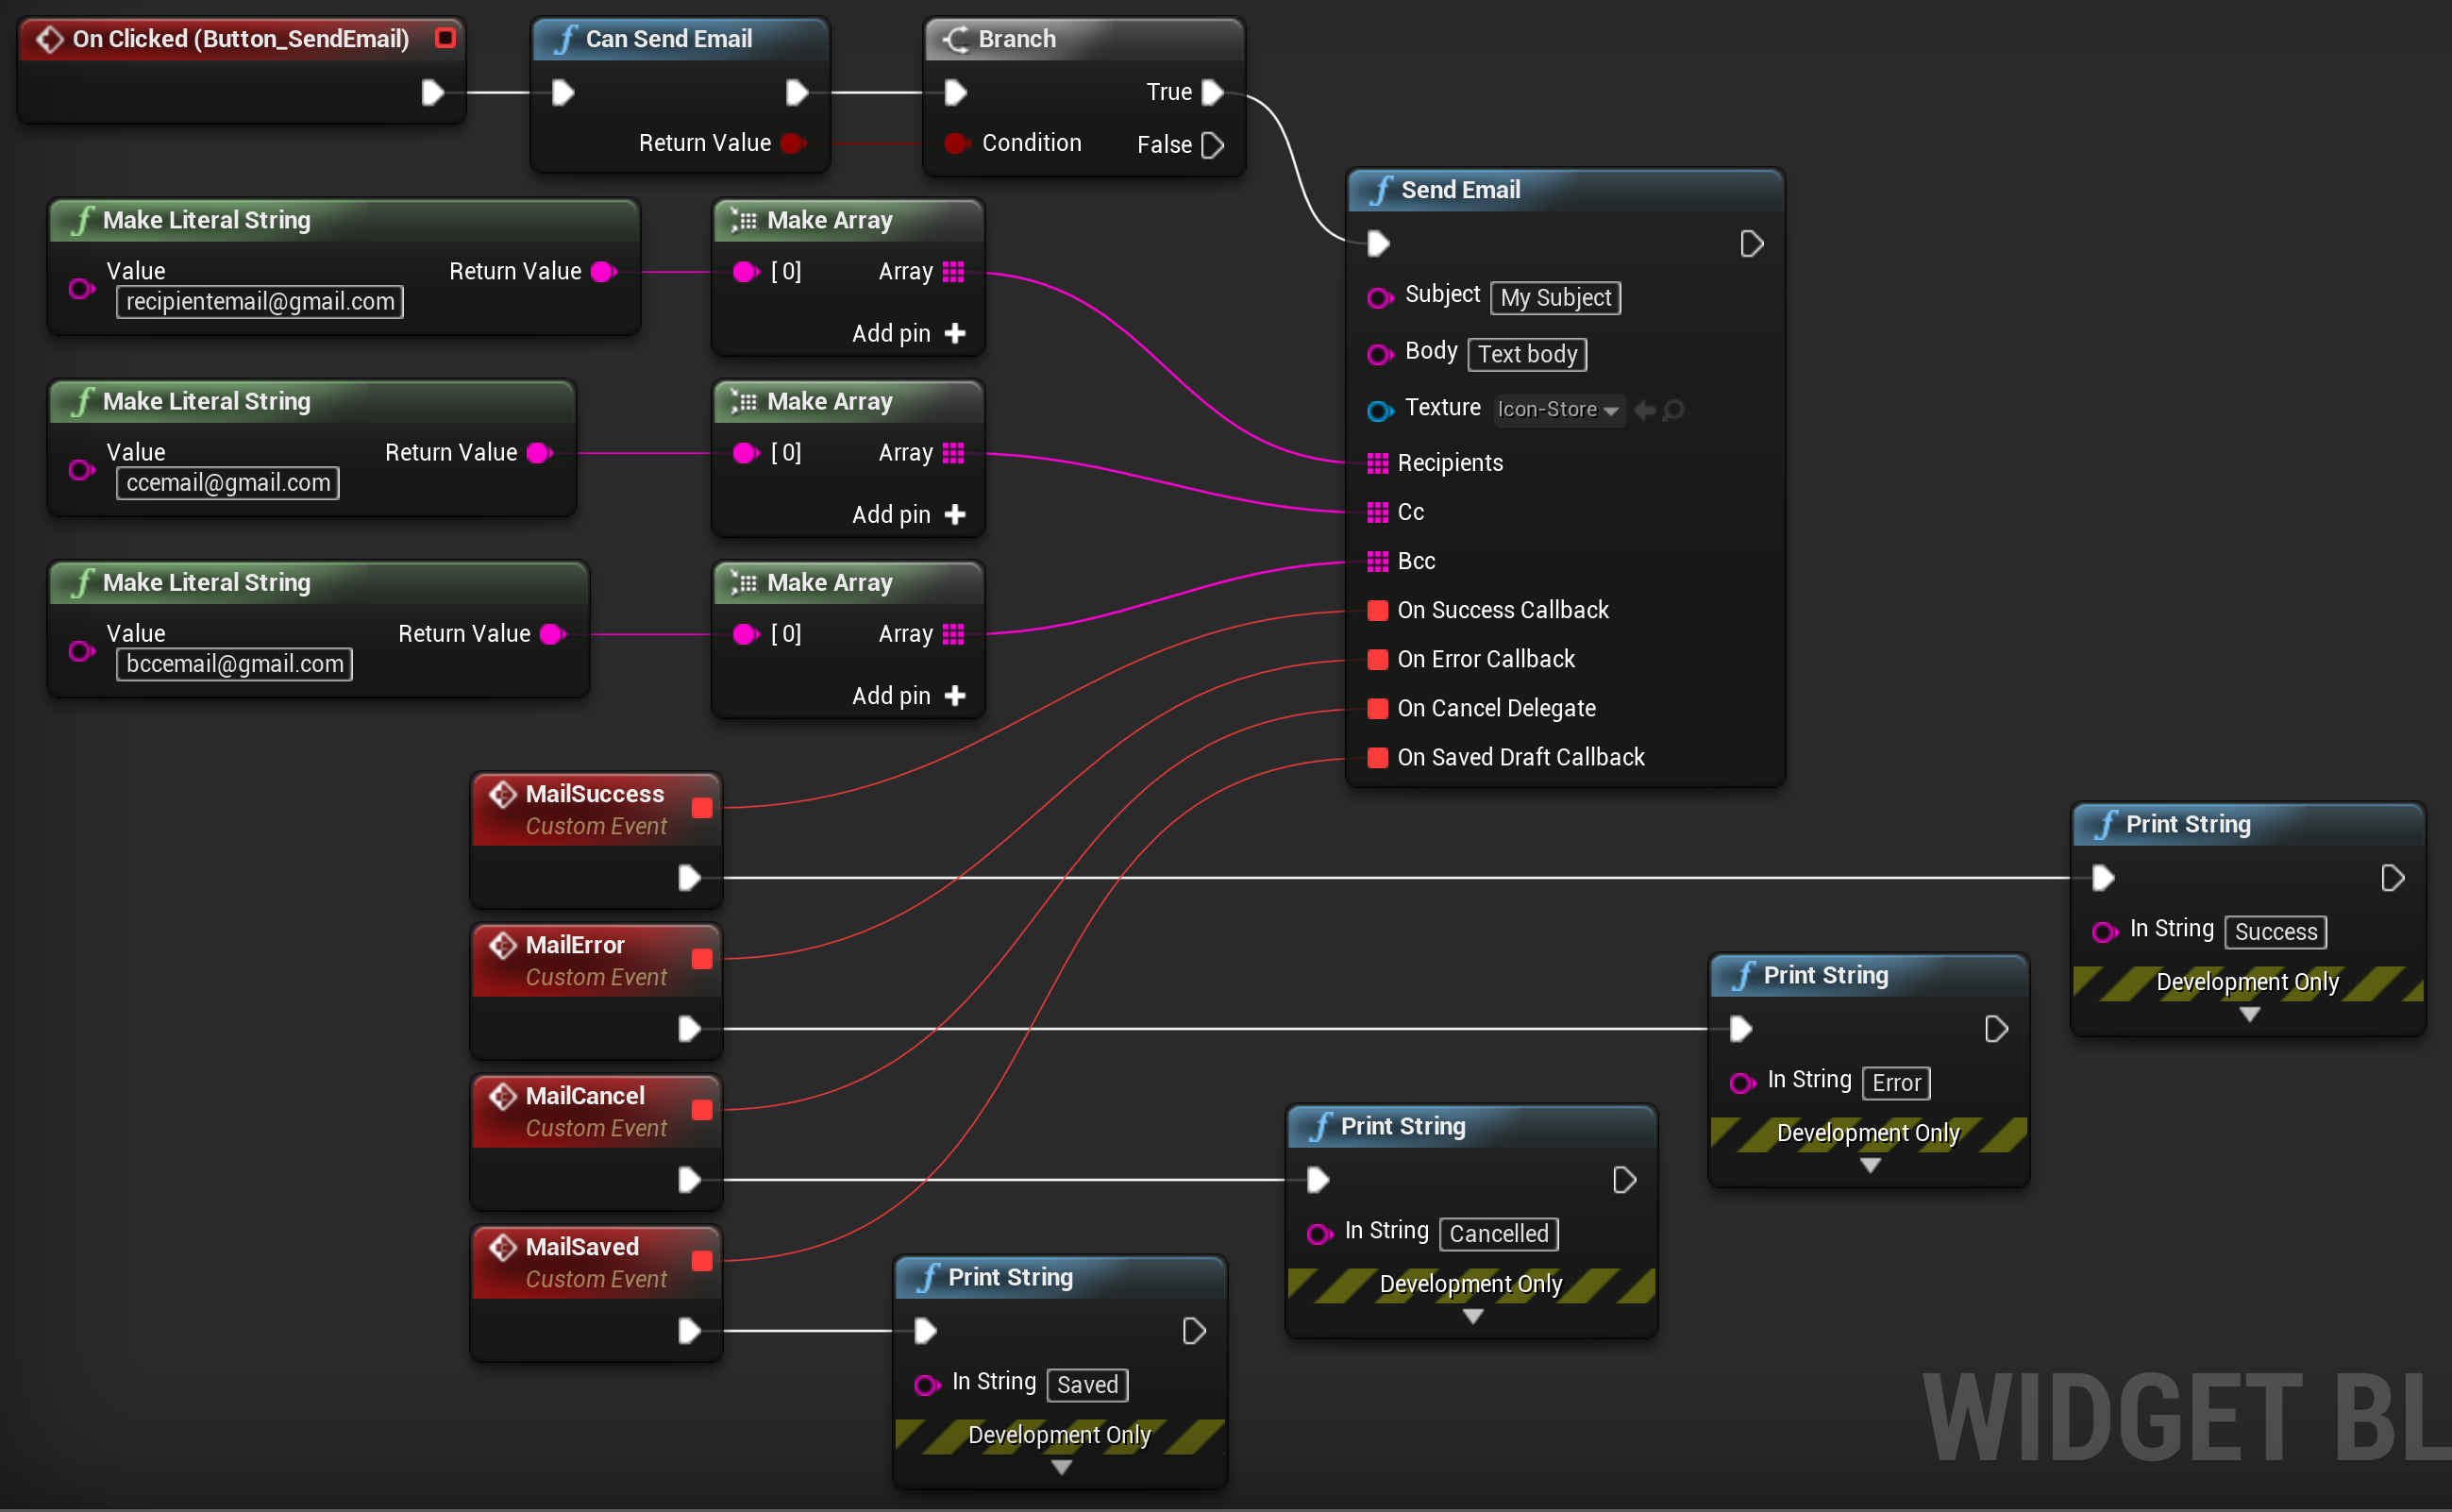 On Clicked (Button_SendEmail)
Can Send Email
Return Value
Branch
True
Condition
False
Make Literal String
Value
Return Value
recipientemail@gmail.com
Make Array
[0]
Array
Add pin
Make Literal String
Value
Return Value
ccemail@gmail.com
Make Array
[0]
Array
Add pin
Make Literal String
Value
Return Value
bccemail@gmail.com
Make Array
[0]
Array
Add pin
Send Email
Subject My Subject
Body Text body
Texture Icon-Store
Recipients
Cc
Bcc
On Success Callback
On Error Callback
On Cancel Delegate
On Saved Draft Callback
MailSuccess
Custom Event
Print String
In String Success
Development Only
MailError
Custom Event
Print String
In String Error
Development Only
MailCancel
Custom Event
Print String
In String Cancelled
Development Only
MailSaved
Custom Event
Print String
In String Saved
Development Only
WIDGET BL